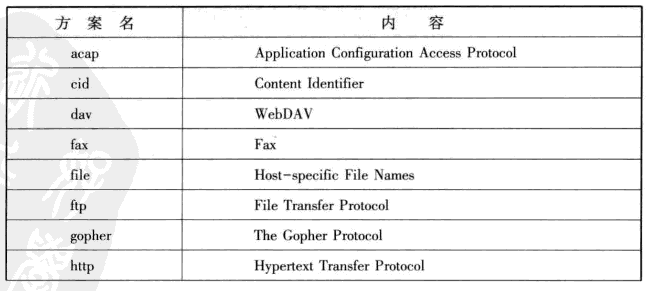 方案名 内容
acap Application Configuration Access Protocol
cid Content Identifier
dav WebDAV
fax Fax
file Host-specific File Names
ftp File Transfer Protocol
gopher The Gopher Protocol
http Hypertext Transfer Protocol